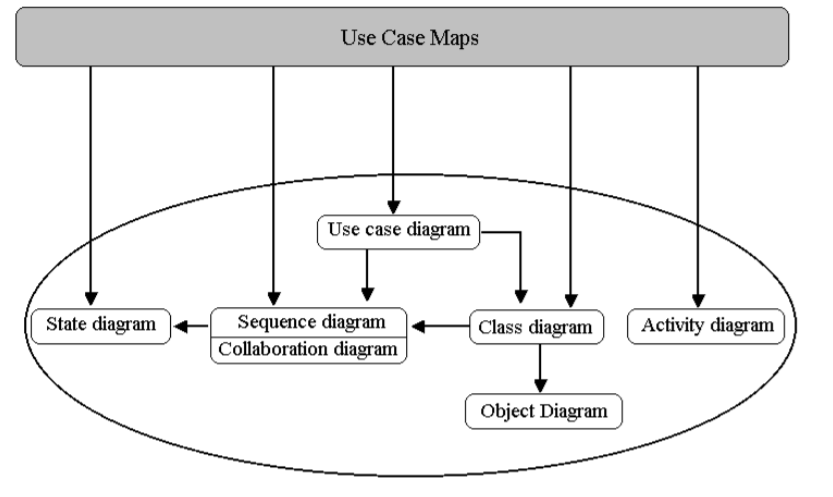 Use Case Maps
Use case diagram
State diagram
Sequence diagram
Collaboration diagram
Class diagram
Activity diagram
Object Diagram